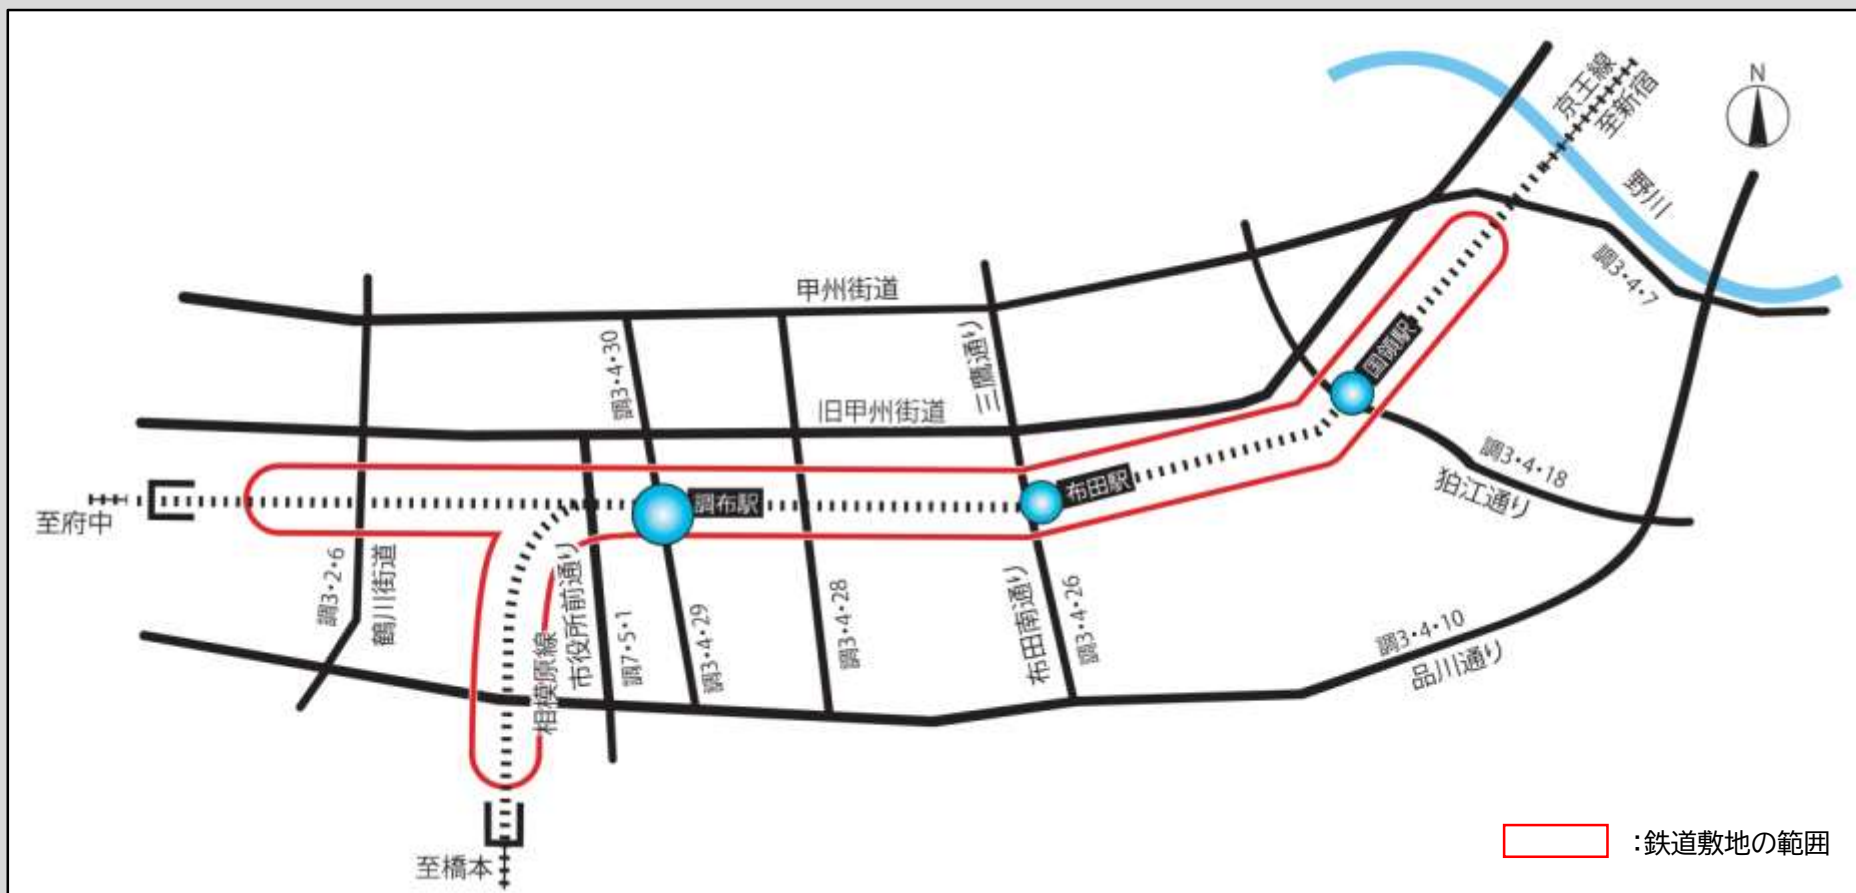 京王線
至新宿
N
野川
調3・4・7
甲州街道
調3・4・30
三鷹通り
国領駅
旧甲州街道
調3・4・18
狛江通り
調布駅
布田駅
至府中
調3・2・6
鶴川街道
相模原線
市役所前通り
調7・5・1
調3・4・29
調3・4・28
布田南通り
調3・4・26
調3・4・10
品川通り
至橋本
:鉄道敷地の範囲